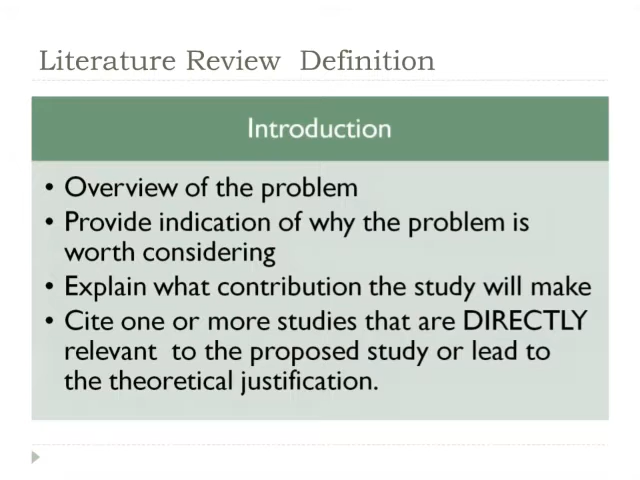 Literature Review  Definition
Introduction
• Overview of the problem
• Provide indication of why the problem is
worth considering
• Explain what contribution the study will make
• Cite one or more studies that are DIRECTLY
relevant  to the proposed study or lead to
the theoretical justification.